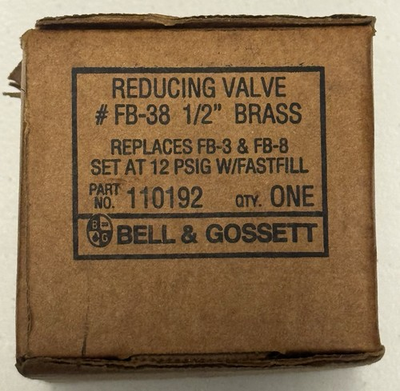 REDUCING VALVE
# FB-38 1/2" BRASS
REPLACES FB-3 & FB-8
SET AT 12 PSIG W/FASTFILL
PART NO. 110192 QTY. ONE
B G BELL & GOSSETT